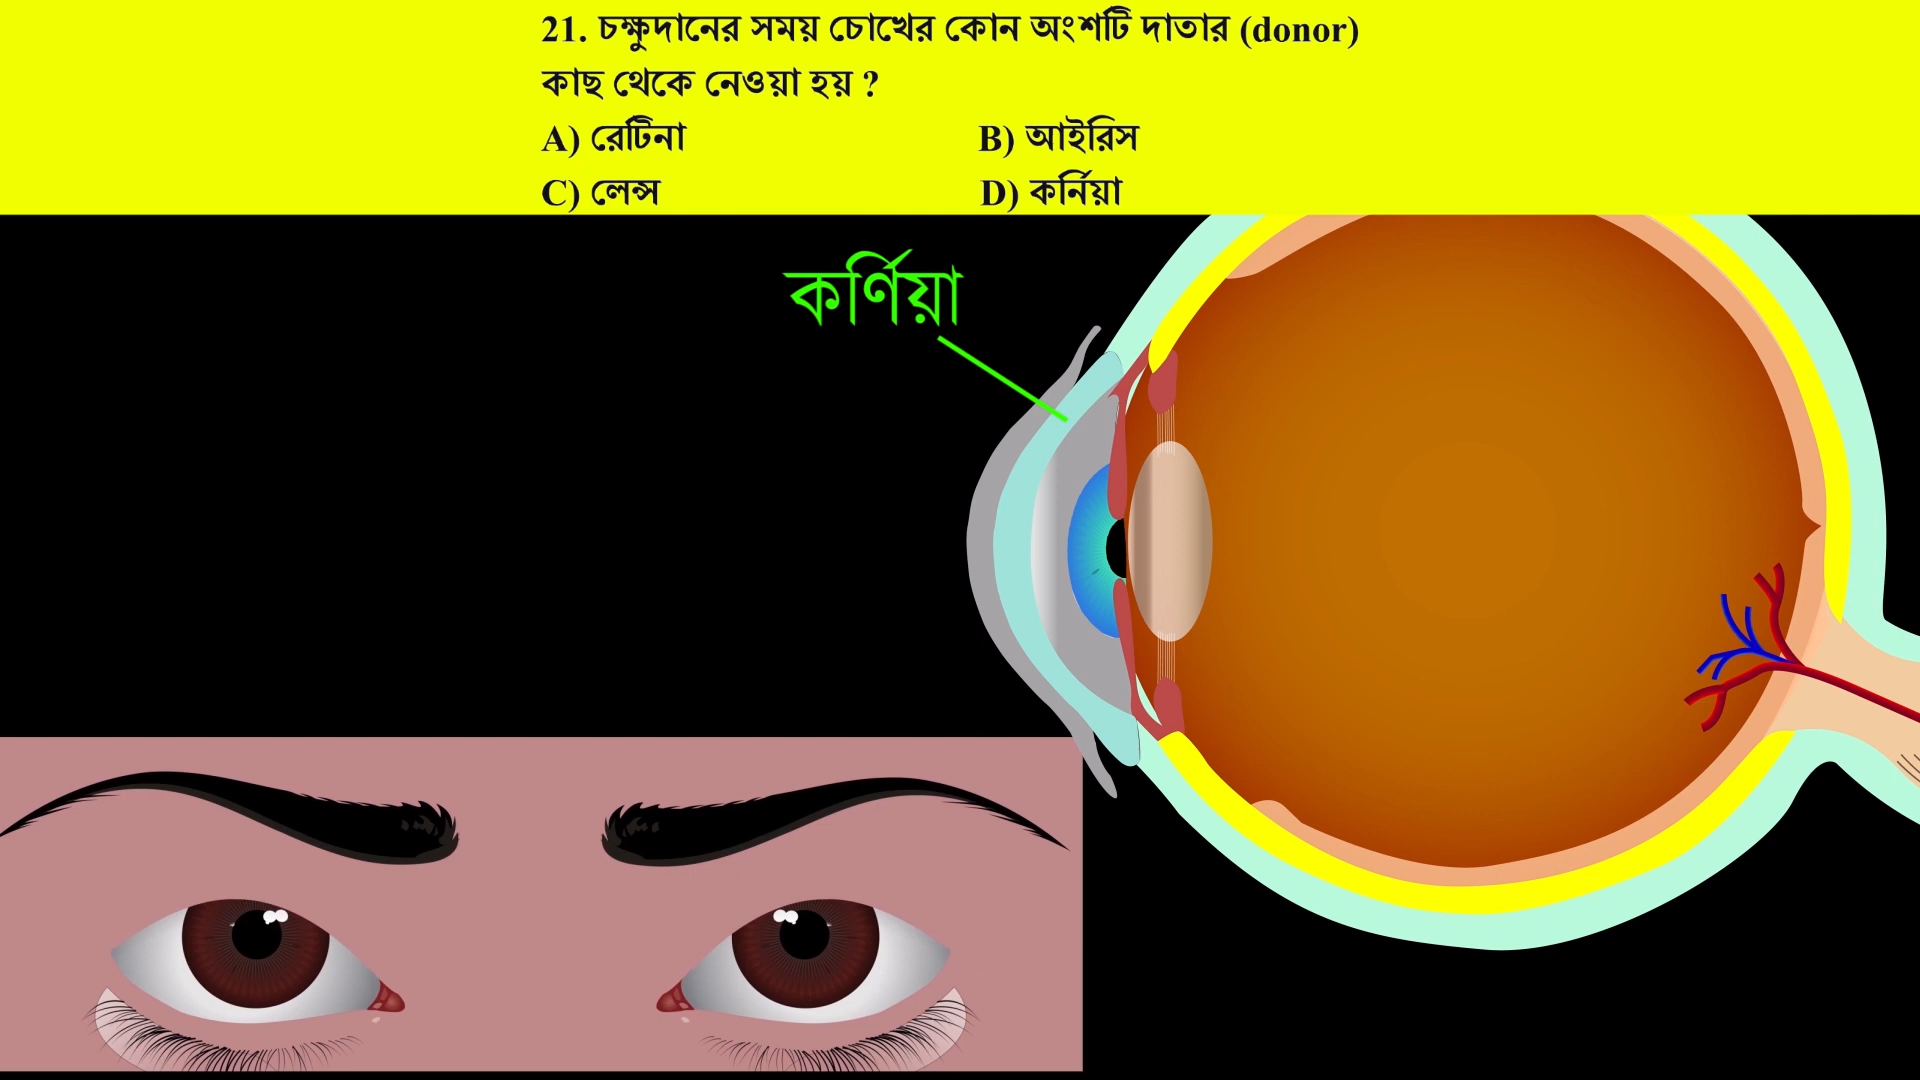 21. চক্ষুদানের সময় চোখের কোন অংশটি দাতার (donor)
কাছ থেকে নেওয়া হয় ?
A) রেটিনা B) আইরিস
C) লেন্স D) কর্নিয়া
কর্ণিয়া